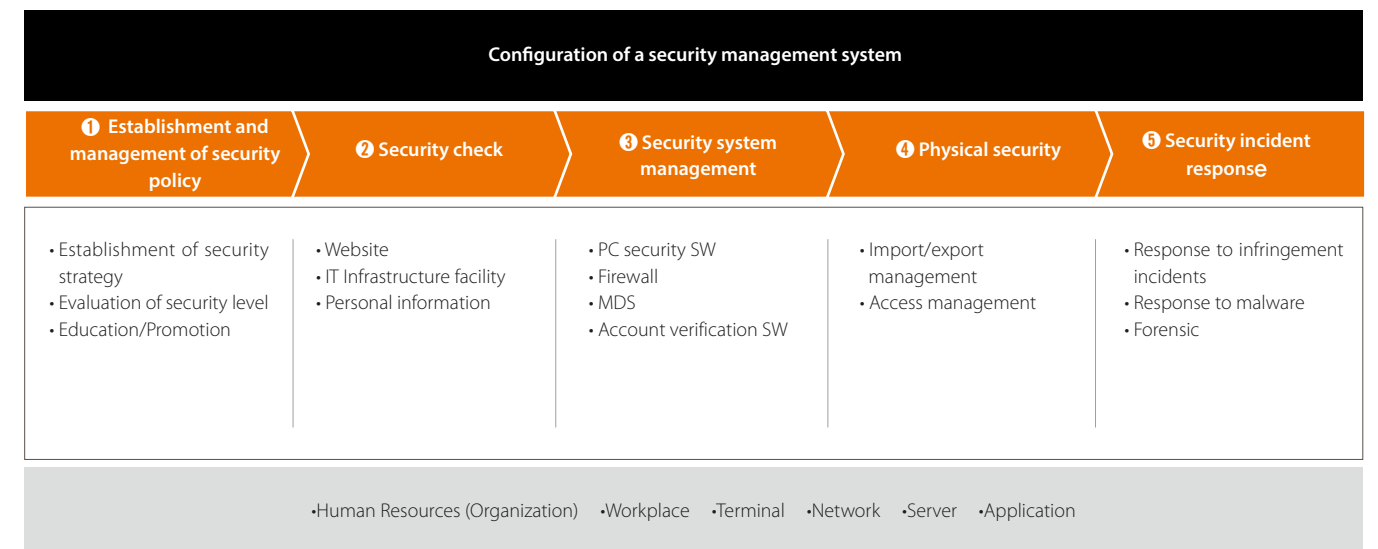 Configuration of a security management system
❶ Establishment and
management of security
policy
❷ Security check
❸ Security system
management
❹ Physical security
❺ Security incident
response
• Establishment of security
strategy
• Evaluation of security level
• Education/Promotion
• Website
• IT Infrastructure facility
• Personal information
• PC security SW
• Firewall
• MDS
• Account verification SW
• Import/export
management
• Access management
• Response to infringement
incidents
• Response to malware
• Forensic
•Human Resources (Organization) •Workplace •Terminal •Network •Server •Application